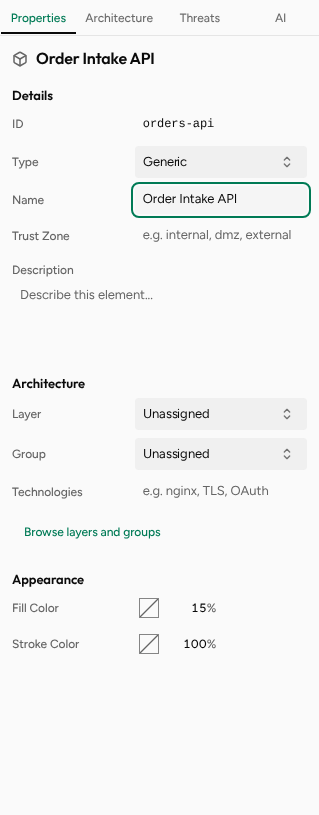 Properties Architecture Threats AI
Order Intake API
Details
ID orders-api
Type Generic
Name Order Intake API
Trust Zone e.g. internal, dmz, external
Description
Describe this element...
Architecture
Layer Unassigned
Group Unassigned
Technologies e.g. nginx, TLS, OAuth
Browse layers and groups
Appearance
Fill Color 15%
Stroke Color 100%